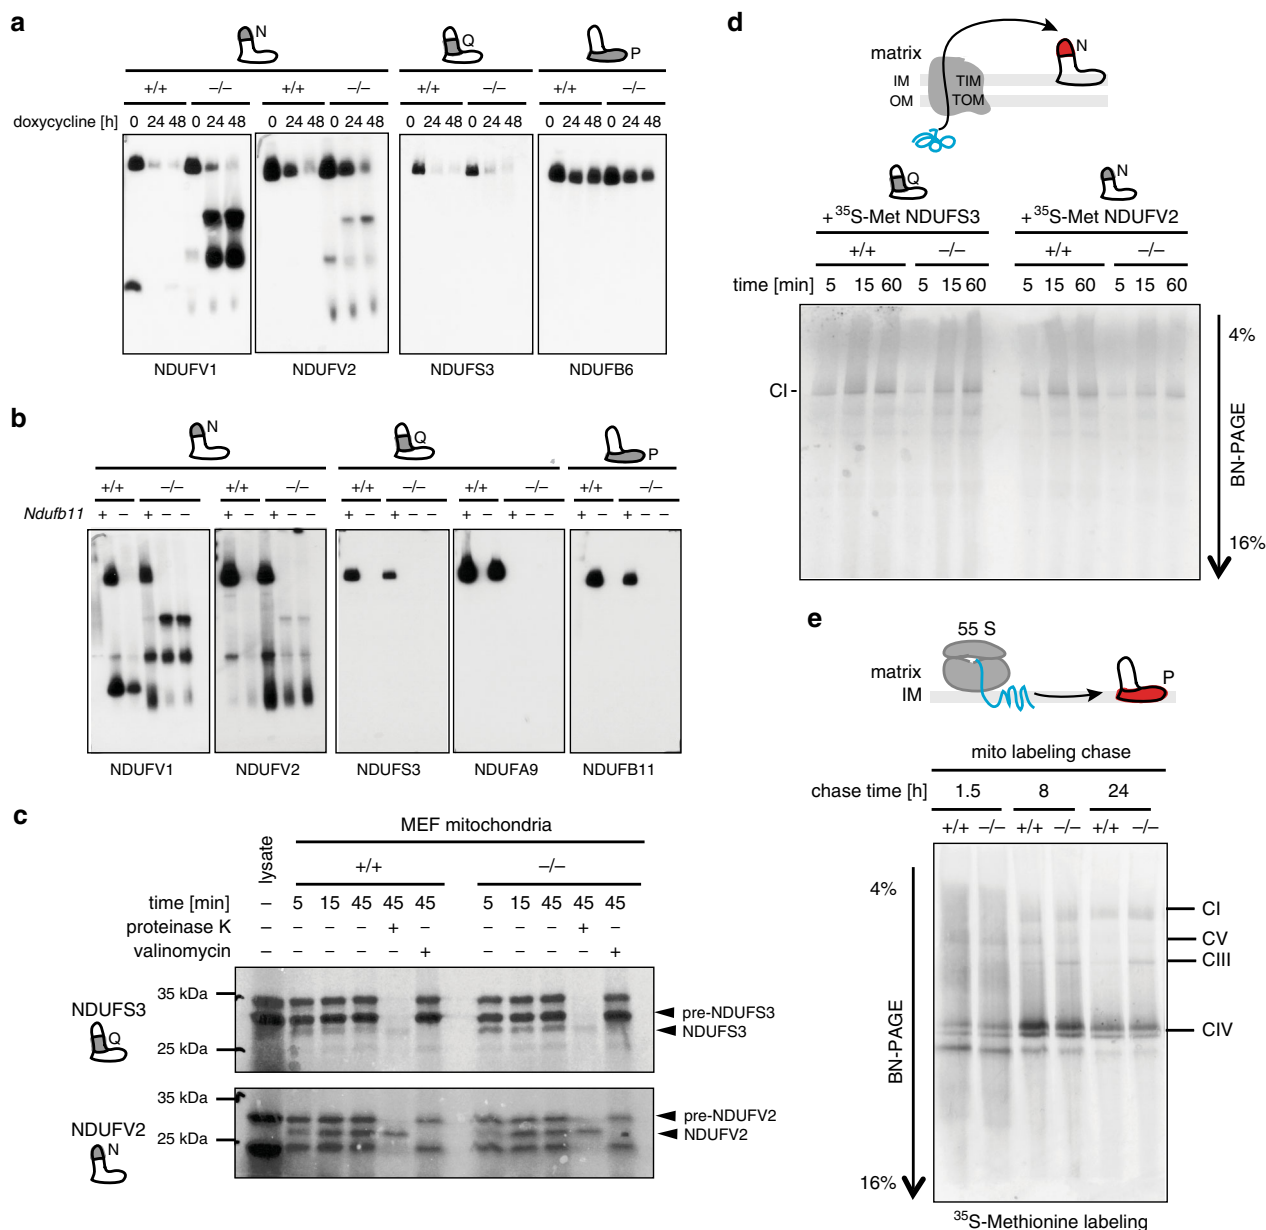 a
N Q P
+/+ −/− +/+ −/− +/+ −/− +/+ −/−
doxycycline [h] 0 24 48 0 24 48 0 24 48 0 24 48 0 24 48 0 24 48 0 24 48 0 24 48
NDUFV1 NDUFV2 NDUFS3 NDUFB6
b
N Q P
+/+ −/− +/+ −/− +/+ −/− +/+ −/− +/+ −/−
Ndufb11 + − + − − + − + − − + − + − − + − + − − + − + − −
NDUFV1 NDUFV2 NDUFS3 NDUFA9 NDUFB11
c
MEF mitochondria
lysate
+/+ −/−
time [min] − 5 15 45 45 45 5 15 45 45 45
proteinase K − − − − + − − − − + −
valinomycin − − − − − + − − − − +
35 kDa
NDUFS3
Q
pre-NDUFS3
NDUFS3
25 kDa
35 kDa
pre-NDUFV2
NDUFV2
N
25 kDa
NDUFV2
d
N
matrix
IM TIM
OM TOM
Q N
+ ³⁵S-Met NDUFS3 + ³⁵S-Met NDUFV2
+/+ −/− +/+ −/−
time [min] 5 15 60 5 15 60 5 15 60 5 15 60
4%
CI -
BN-PAGE
16%
e
55 S
matrix
IM
P
mito labeling chase
chase time [h] 1.5 8 24
+/+ −/− +/+ −/− +/+ −/−
4%
CI
CV
CIII
CIV
BN-PAGE
16%
³⁵S-Methionine labeling